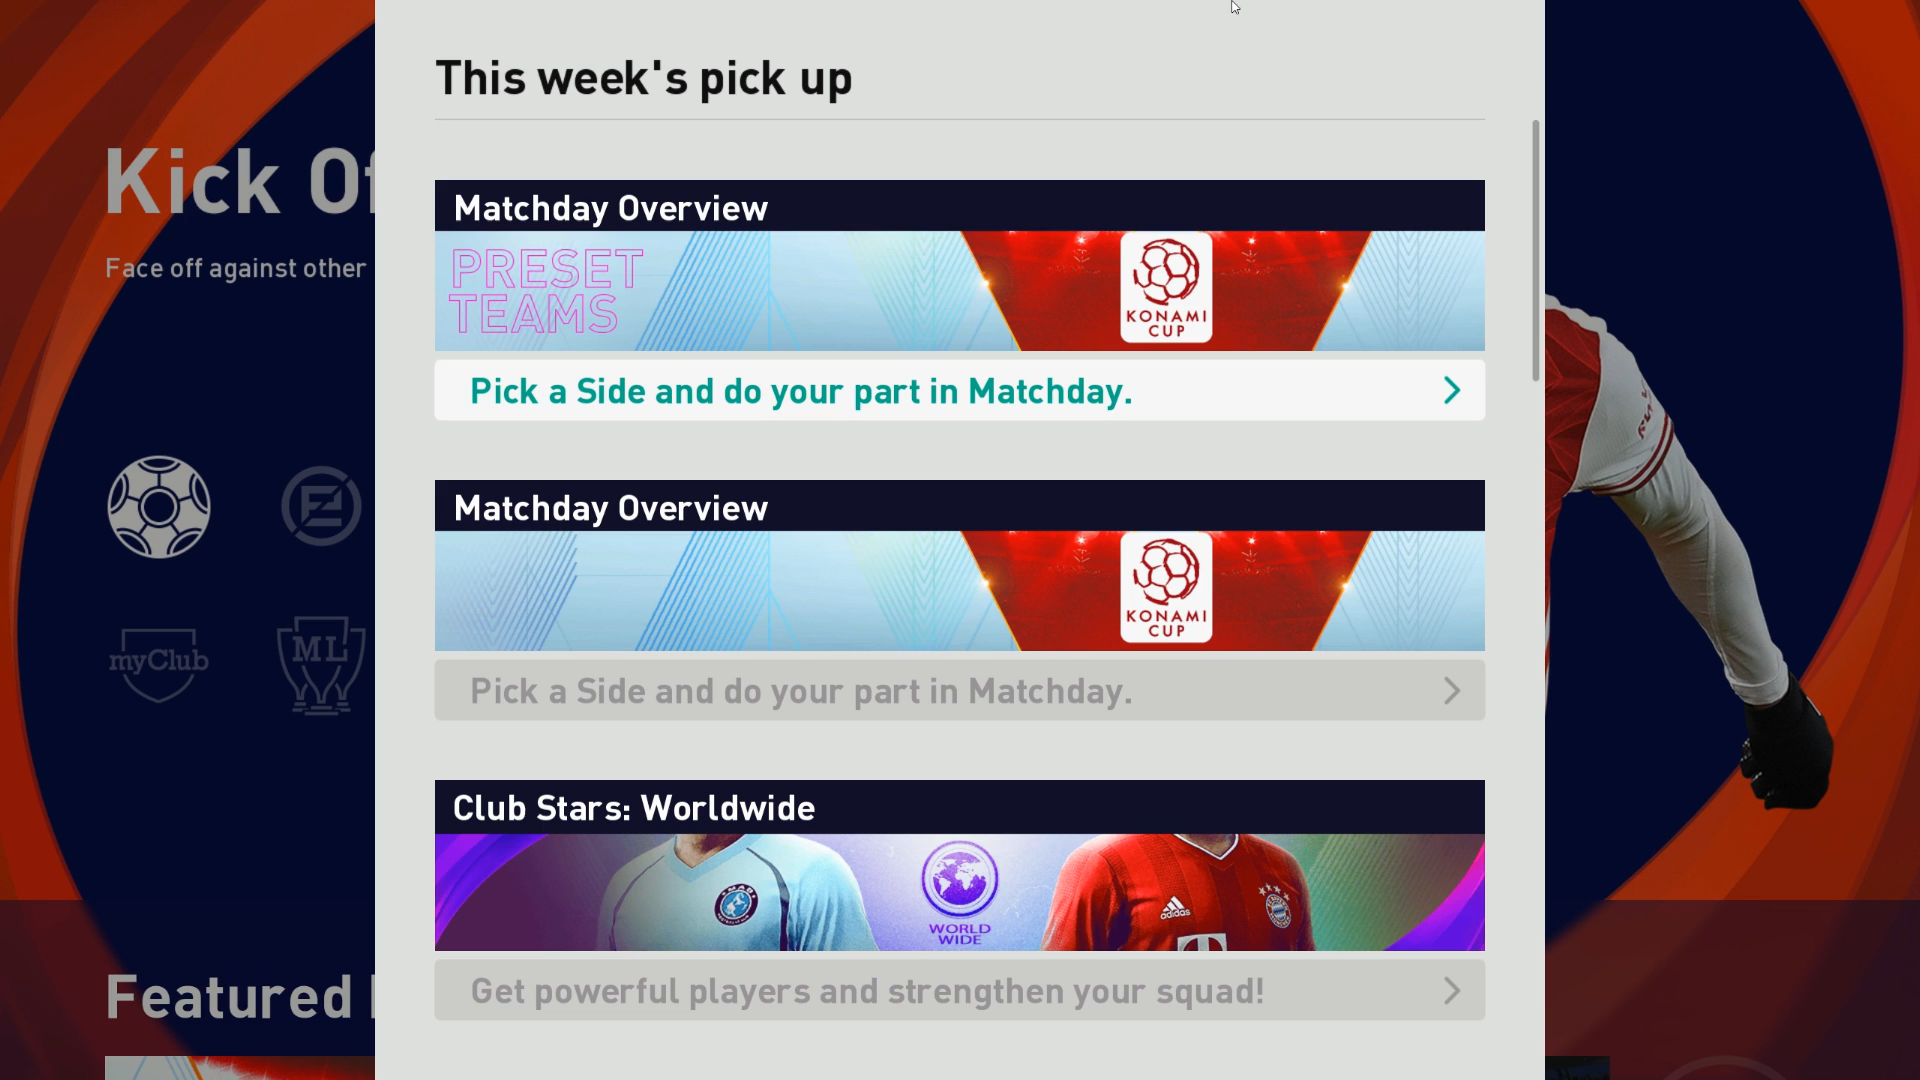 This week's pick up
Kick Of
Face off against other
Matchday Overview
PRESET
TEAMS
KONAMI
CUP
Pick a Side and do your part in Matchday.
Matchday Overview
KONAMI
CUP
Pick a Side and do your part in Matchday.
myClub
ML
Club Stars: Worldwide
WORLD
WIDE
adidas
T
Get powerful players and strengthen your squad!
Featured